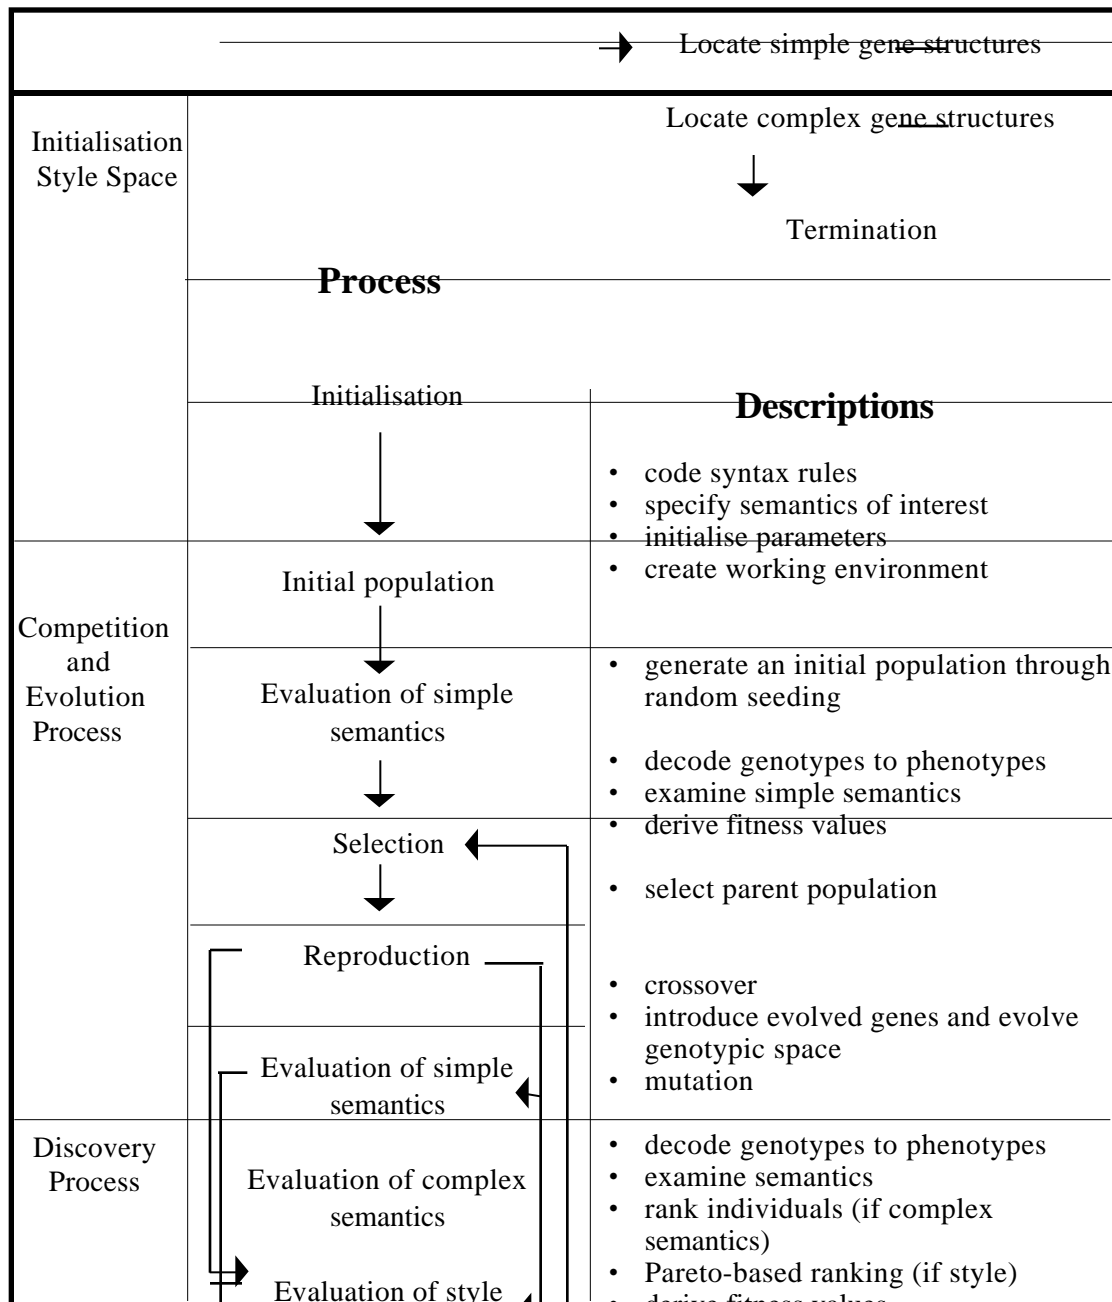 Locate simple gene structures
Locate complex gene structures
Initialisation
Style Space
Termination
Process
Initialisation
Descriptions
• code syntax rules
• specify semantics of interest
• initialise parameters
• create working environment
Initial population
Competition
and
Evolution
Process
• generate an initial population through
random seeding
Evaluation of simple
semantics
• decode genotypes to phenotypes
• examine simple semantics
• derive fitness values
Selection
• select parent population
Reproduction
• crossover
• introduce evolved genes and evolve
genotypic space
• mutation
Evaluation of simple
semantics
Discovery
Process
• decode genotypes to phenotypes
• examine semantics
• rank individuals (if complex
semantics)
• Pareto-based ranking (if style)
• derive fitness values
Evaluation of complex
semantics
Evaluation of style